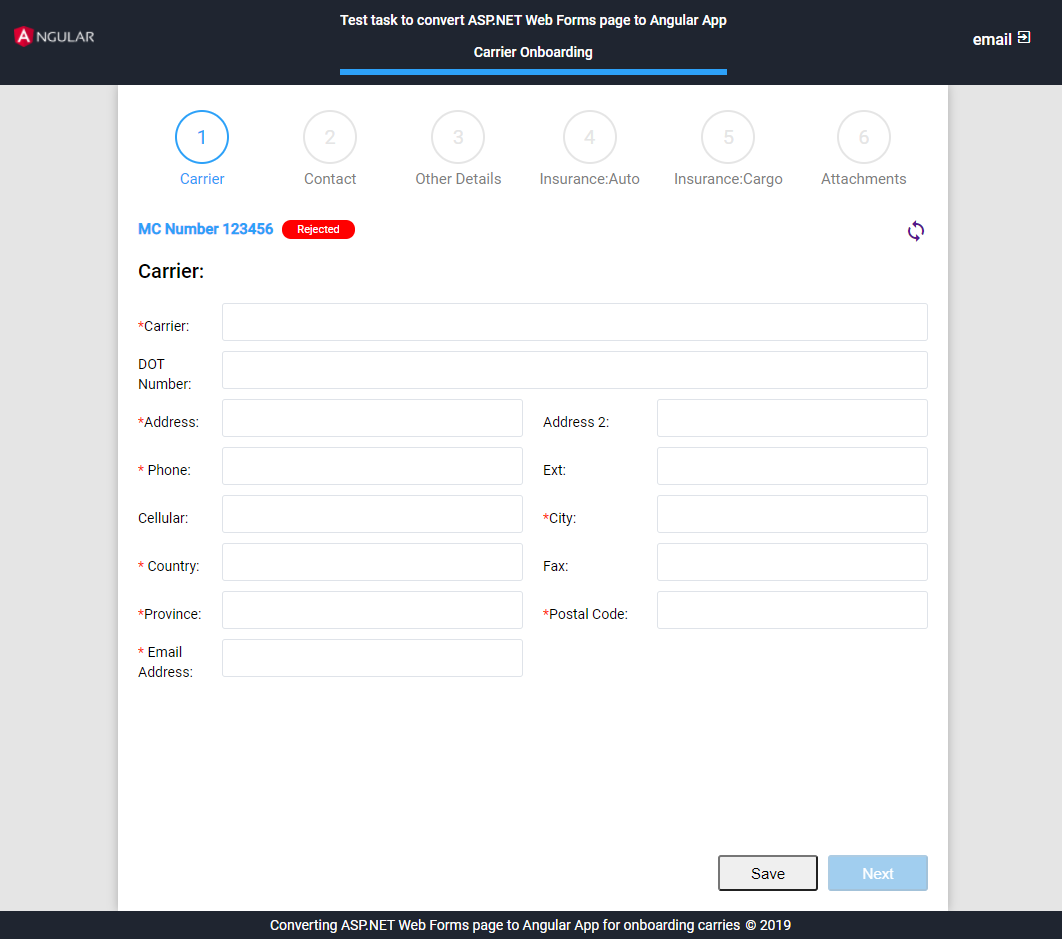 Test task to convert ASP.NET Web Forms page to Angular App
ANGULAR
Carrier Onboarding
email
1 2 3 4 5 6
Carrier Contact Other Details Insurance:Auto Insurance:Cargo Attachments
MC Number 123456 Rejected
Carrier:
*Carrier:
DOT
Number:
*Address: Address 2:
* Phone: Ext:
Cellular: *City:
* Country: Fax:
*Province: *Postal Code:
* Email
Address:
Save Next
Converting ASP.NET Web Forms page to Angular App for onboarding carries © 2019